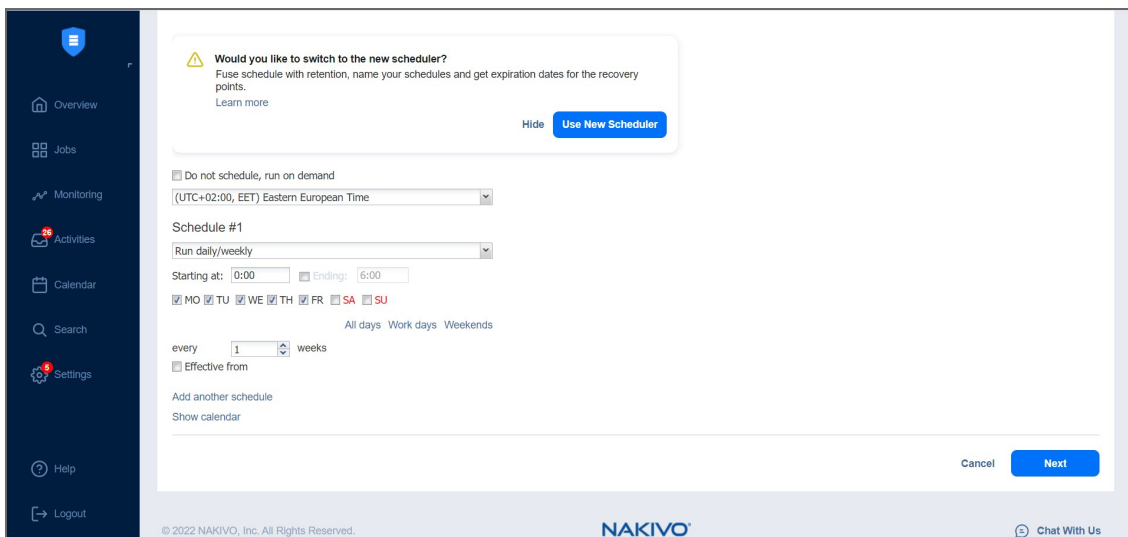 Would you like to switch to the new scheduler?
Fuse schedule with retention, name your schedules and get expiration dates for the recovery
points.
Learn more
Hide Use New Scheduler
Overview
Jobs
Monitoring
26
Activities
Calendar
Search
5
Settings
Help
Logout
Do not schedule, run on demand
(UTC+02:00, EET) Eastern European Time
Schedule #1
Run daily/weekly
Starting at: 0:00 Ending: 6:00
MO TU WE TH FR SA SU
All days Work days Weekends
every 1 weeks
Effective from
Add another schedule
Show calendar
Cancel Next
© 2022 NAKIVO, Inc. All Rights Reserved. NAKIVO® Chat With Us